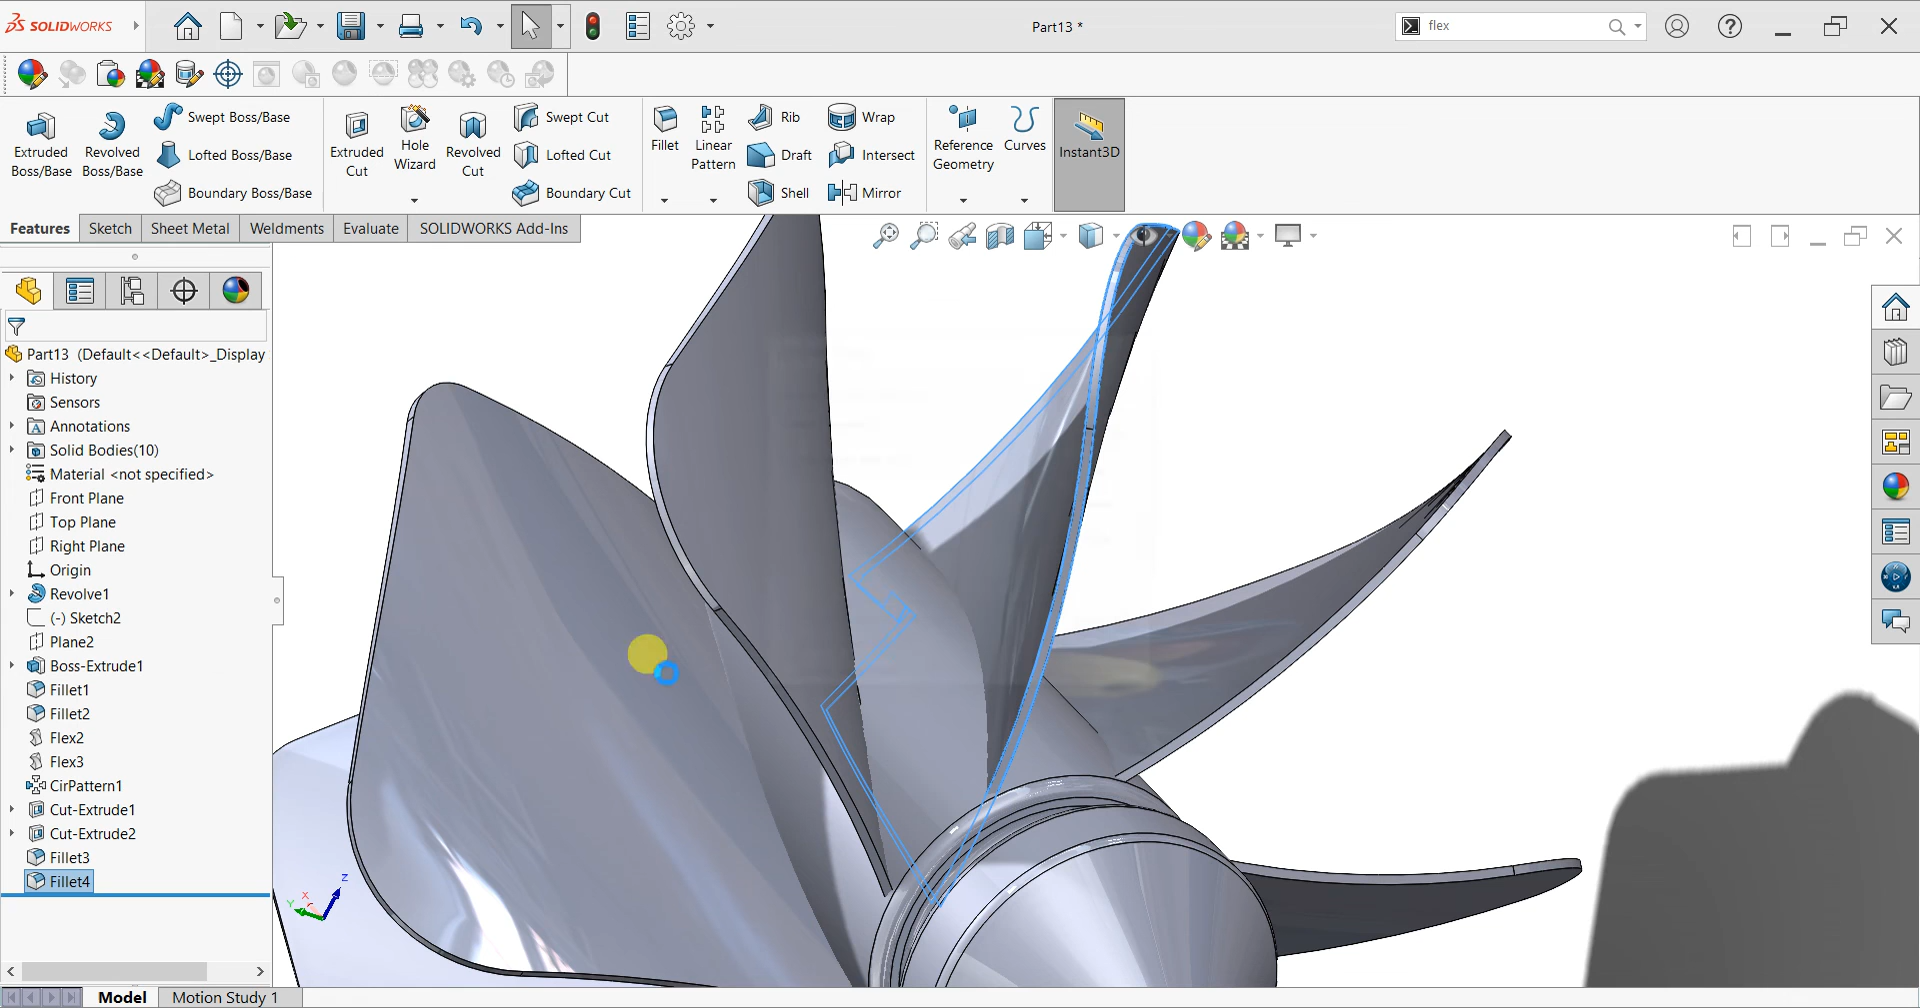 SOLIDWORKS
Part13 *
flex
Extruded
Boss/Base
Revolved
Boss/Base
Swept Boss/Base
Lofted Boss/Base
Boundary Boss/Base
Extruded
Cut
Hole
Wizard
Revolved
Cut
Swept Cut
Lofted Cut
Boundary Cut
Fillet
Linear
Pattern
Rib
Draft
Shell
Wrap
Intersect
Mirror
Reference
Geometry
Curves
Instant3D
Features
Sketch
Sheet Metal
Weldments
Evaluate
SOLIDWORKS Add-Ins
Part13 (Default<<Default>_Display
History
Sensors
Annotations
Solid Bodies(10)
Material <not specified>
Front Plane
Top Plane
Right Plane
Origin
Revolve1
(-) Sketch2
Plane2
Boss-Extrude1
Fillet1
Fillet2
Flex2
Flex3
CirPattern1
Cut-Extrude1
Cut-Extrude2
Fillet3
Fillet4
Z
X
Y
Model
Motion Study 1